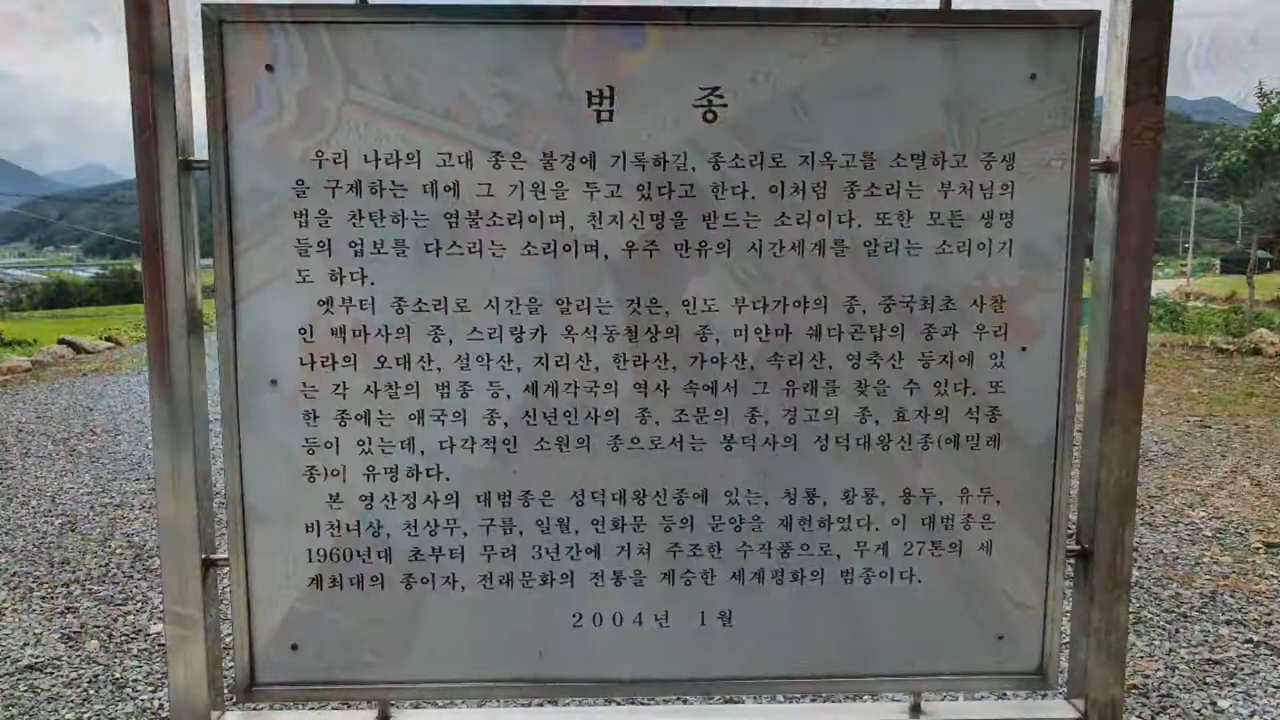 범 종
우리 나라의 고대 종은 불경에 기록하길, 종소리로 지옥고를 소멸하고 중생
을 구제하는 데에 그 기원을 두고 있다고 한다. 이처럼 종소리는 부처님의
법을 찬탄하는 염불소리이며, 천지신명을 받드는 소리이다. 또한 모든 생명
들의 업보를 다스리는 소리이며, 우주 만유의 시간세계를 알리는 소리이기
도 하다.
옛부터 종소리로 시간을 알리는 것은, 인도 부다가야의 종, 중국최초 사찰
인 백마사의 종, 스리랑카 옥석동철상의 종, 미얀마 쉐다곤탑의 종과 우리
나라의 오대산, 설악산, 지리산, 한라산, 가야산, 속리산, 영축산 등지에 있
는 각 사찰의 범종 등, 세계각국의 역사 속에서 그 유래를 찾을 수 있다. 또
한 종에는 애국의 종, 신년인사의 종, 조문의 종, 경고의 종, 효자의 석종
등이 있는데, 다각적인 소원의 종으로서는 봉덕사의 성덕대왕신종(에밀레
종)이 유명하다.
본 영산정사의 대범종은 성덕대왕신종에 있는, 청룡, 황룡, 용두, 유두,
비천녀상, 천상무, 구름, 일월, 연화문 등의 문양을 재현하였다. 이 대범종은
1960년대 초부터 무려 3년간에 거쳐 주조한 수작품으로, 무게 27톤의 세
계최대의 종이자, 전래문화의 전통을 계승한 세계평화의 범종이다.
2004년 1월